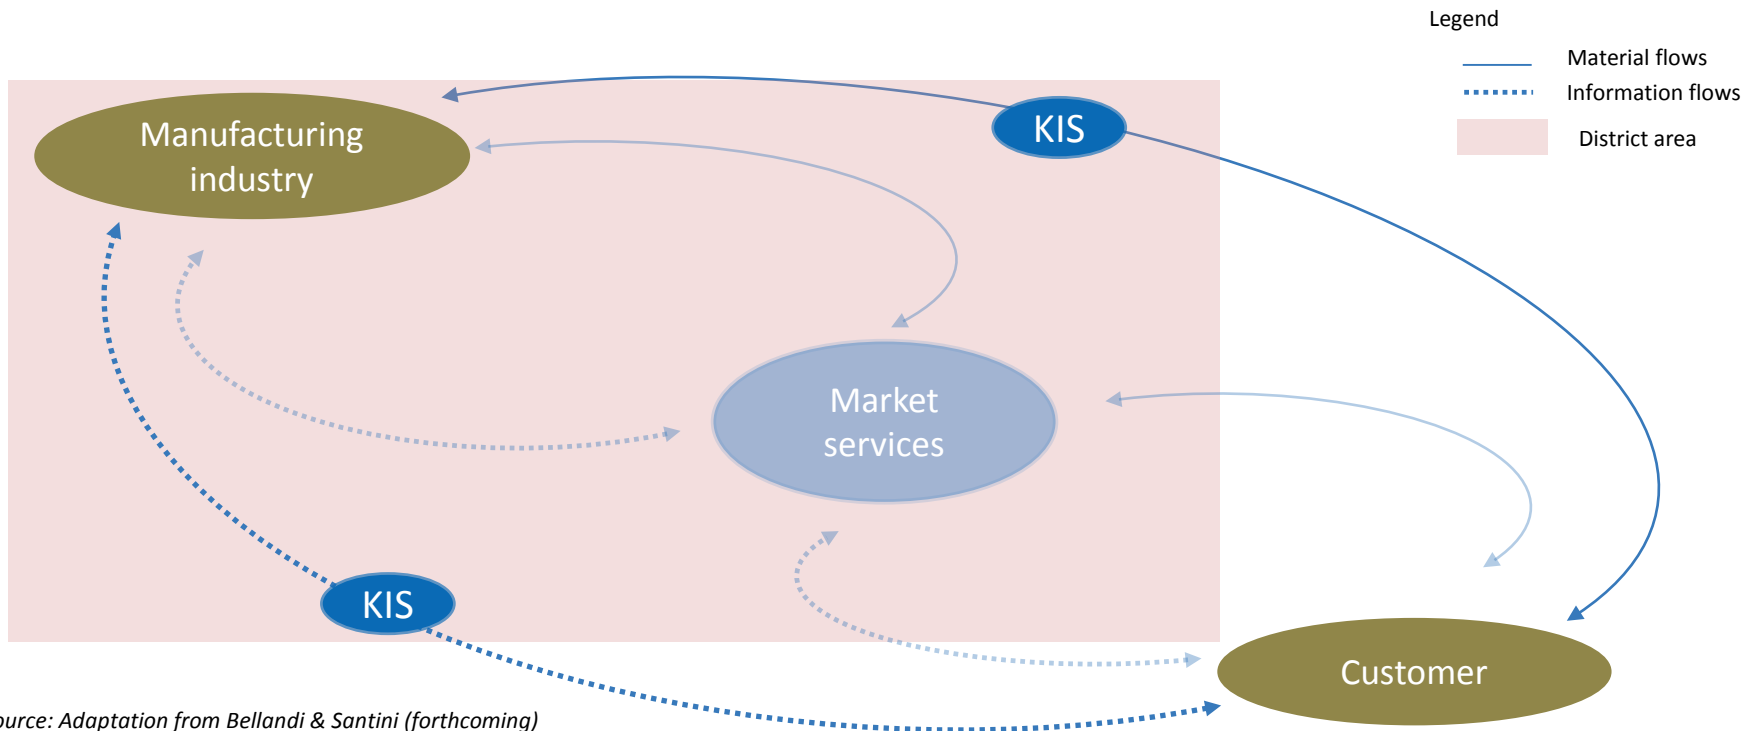 Legend
Material flows
Information flows
District area
Manufacturing
industry
KIS
Market
services
KIS
Customer
ource: Adaptation from Bellandi & Santini (forthcoming)